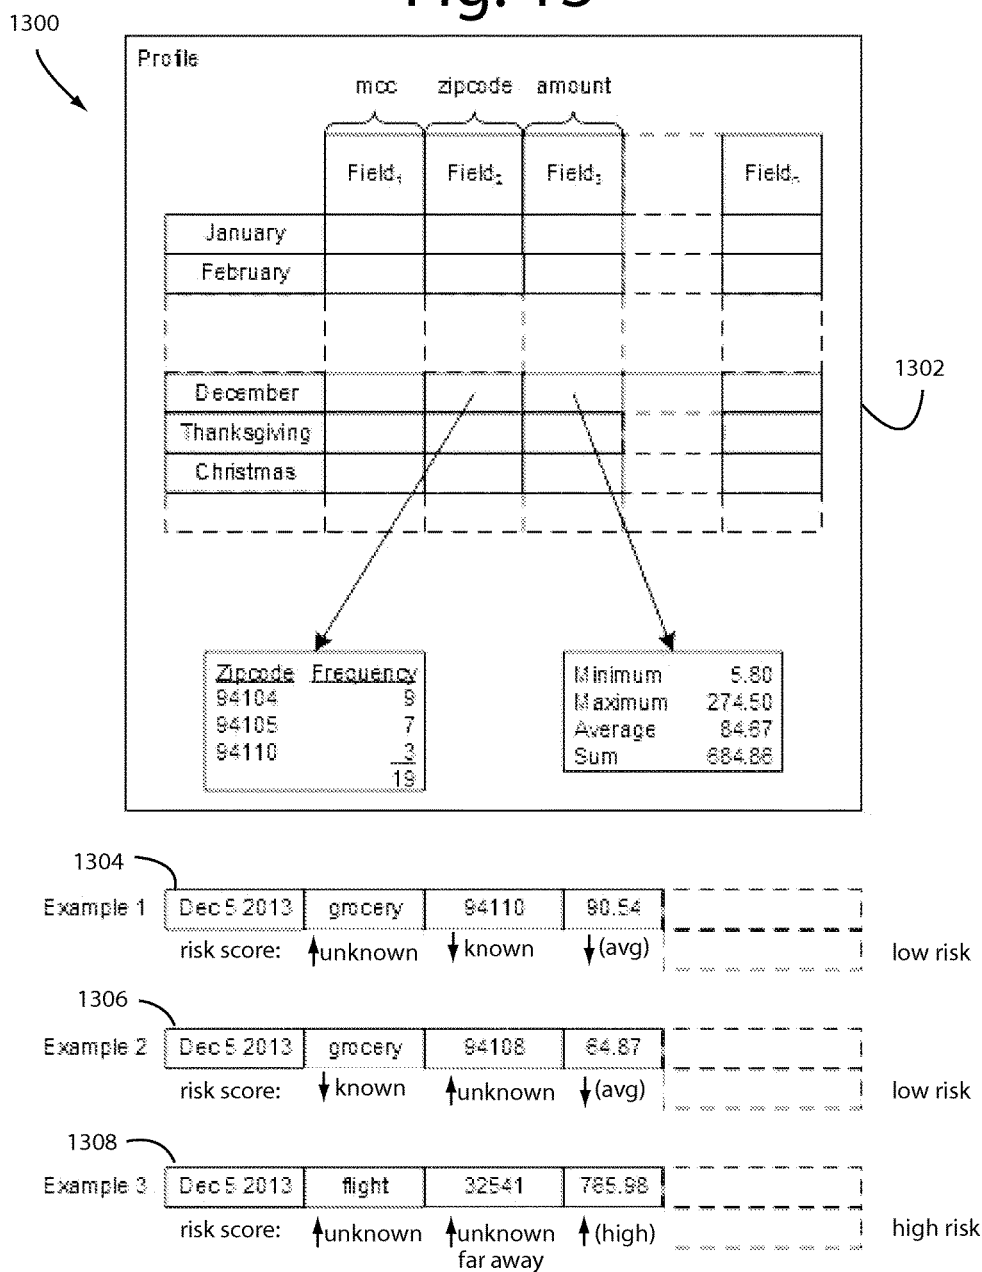 Fig. 13
1300
Profile
mcc zipcode amount
Field₁ Field₂ Field₃ Fieldₙ
January
February
December
Thanksgiving
Christmas
1302
Zipcode Frequency
94104 9
94105 7
94110 3
19
Minimum 5.80
Maximum 274.50
Average 84.67
Sum 684.86
1304
Example 1 Dec 5 2013 grocery 94110 90.54
risk score: ↑unknown ↓ known ↓(avg) low risk
1306
Example 2 Dec 5 2013 grocery 94108 64.87
risk score: ↓ known ↑unknown ↓(avg) low risk
1308
Example 3 Dec 5 2013 flight 32541 785.98
risk score: ↑unknown ↑unknown ↑(high) high risk
far away